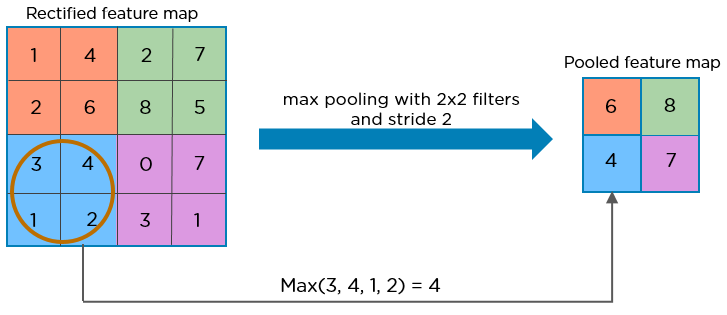 Rectified feature map
1 4 2 7
2 6 8 5
3 4 0 7
1 2 3 1
max pooling with 2x2 filters
and stride 2
Pooled feature map
6 8
4 7
Max(3, 4, 1, 2) = 4